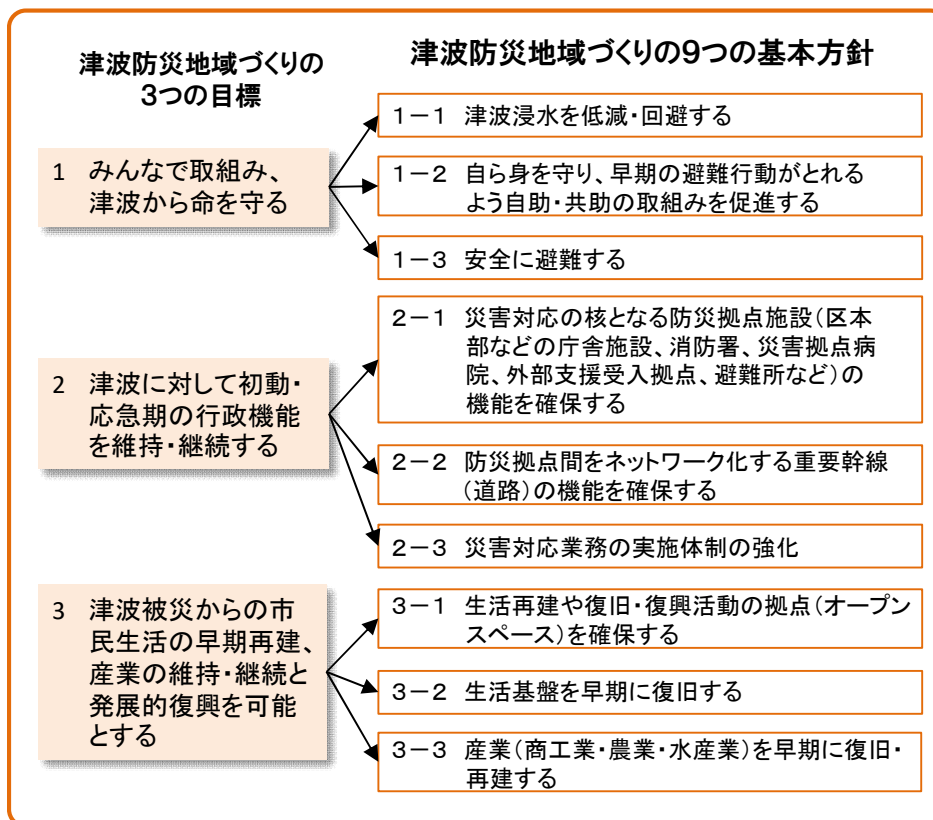 津波防災地域づくりの
3つの目標
津波防災地域づくりの9つの基本方針
1 みんなで取組み、
津波から命を守る
1－1 津波浸水を低減・回避する
1－2 自ら身を守り、早期の避難行動がとれる
よう自助・共助の取組みを促進する
1－3 安全に避難する
2 津波に対して初動・
応急期の行政機能
を維持・継続する
2－1 災害対応の核となる防災拠点施設（区本
部などの庁舎施設、消防署、災害拠点病
院、外部支援受入拠点、避難所など）の
機能を確保する
2－2 防災拠点間をネットワーク化する重要幹線
（道路）の機能を確保する
2－3 災害対応業務の実施体制の強化
3 津波被災からの市
民生活の早期再建、
産業の維持・継続と
発展的復興を可能
とする
3－1 生活再建や復旧・復興活動の拠点（オープン
スペース）を確保する
3－2 生活基盤を早期に復旧する
3－3 産業（商工業・農業・水産業）を早期に復旧・
再建する